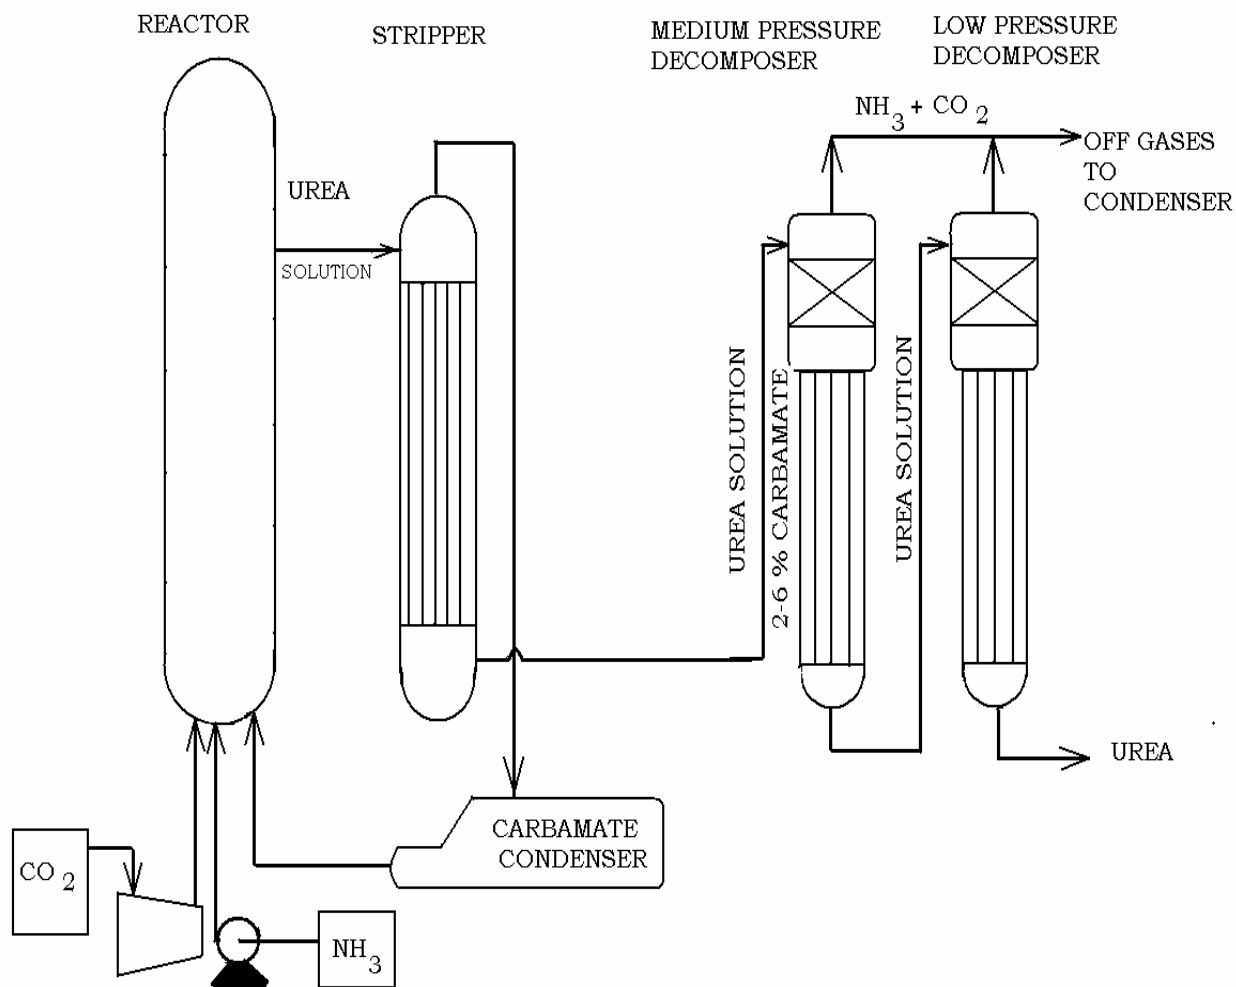 REACTOR
STRIPPER
MEDIUM PRESSURE
DECOMPOSER
LOW PRESSURE
DECOMPOSER
NH3 + CO2
OFF GASES
TO
CONDENSER
UREA
SOLUTION
UREA SOLUTION
2-6 % CARBAMATE
UREA SOLUTION
UREA
CARBAMATE
CONDENSER
CO2
NH3